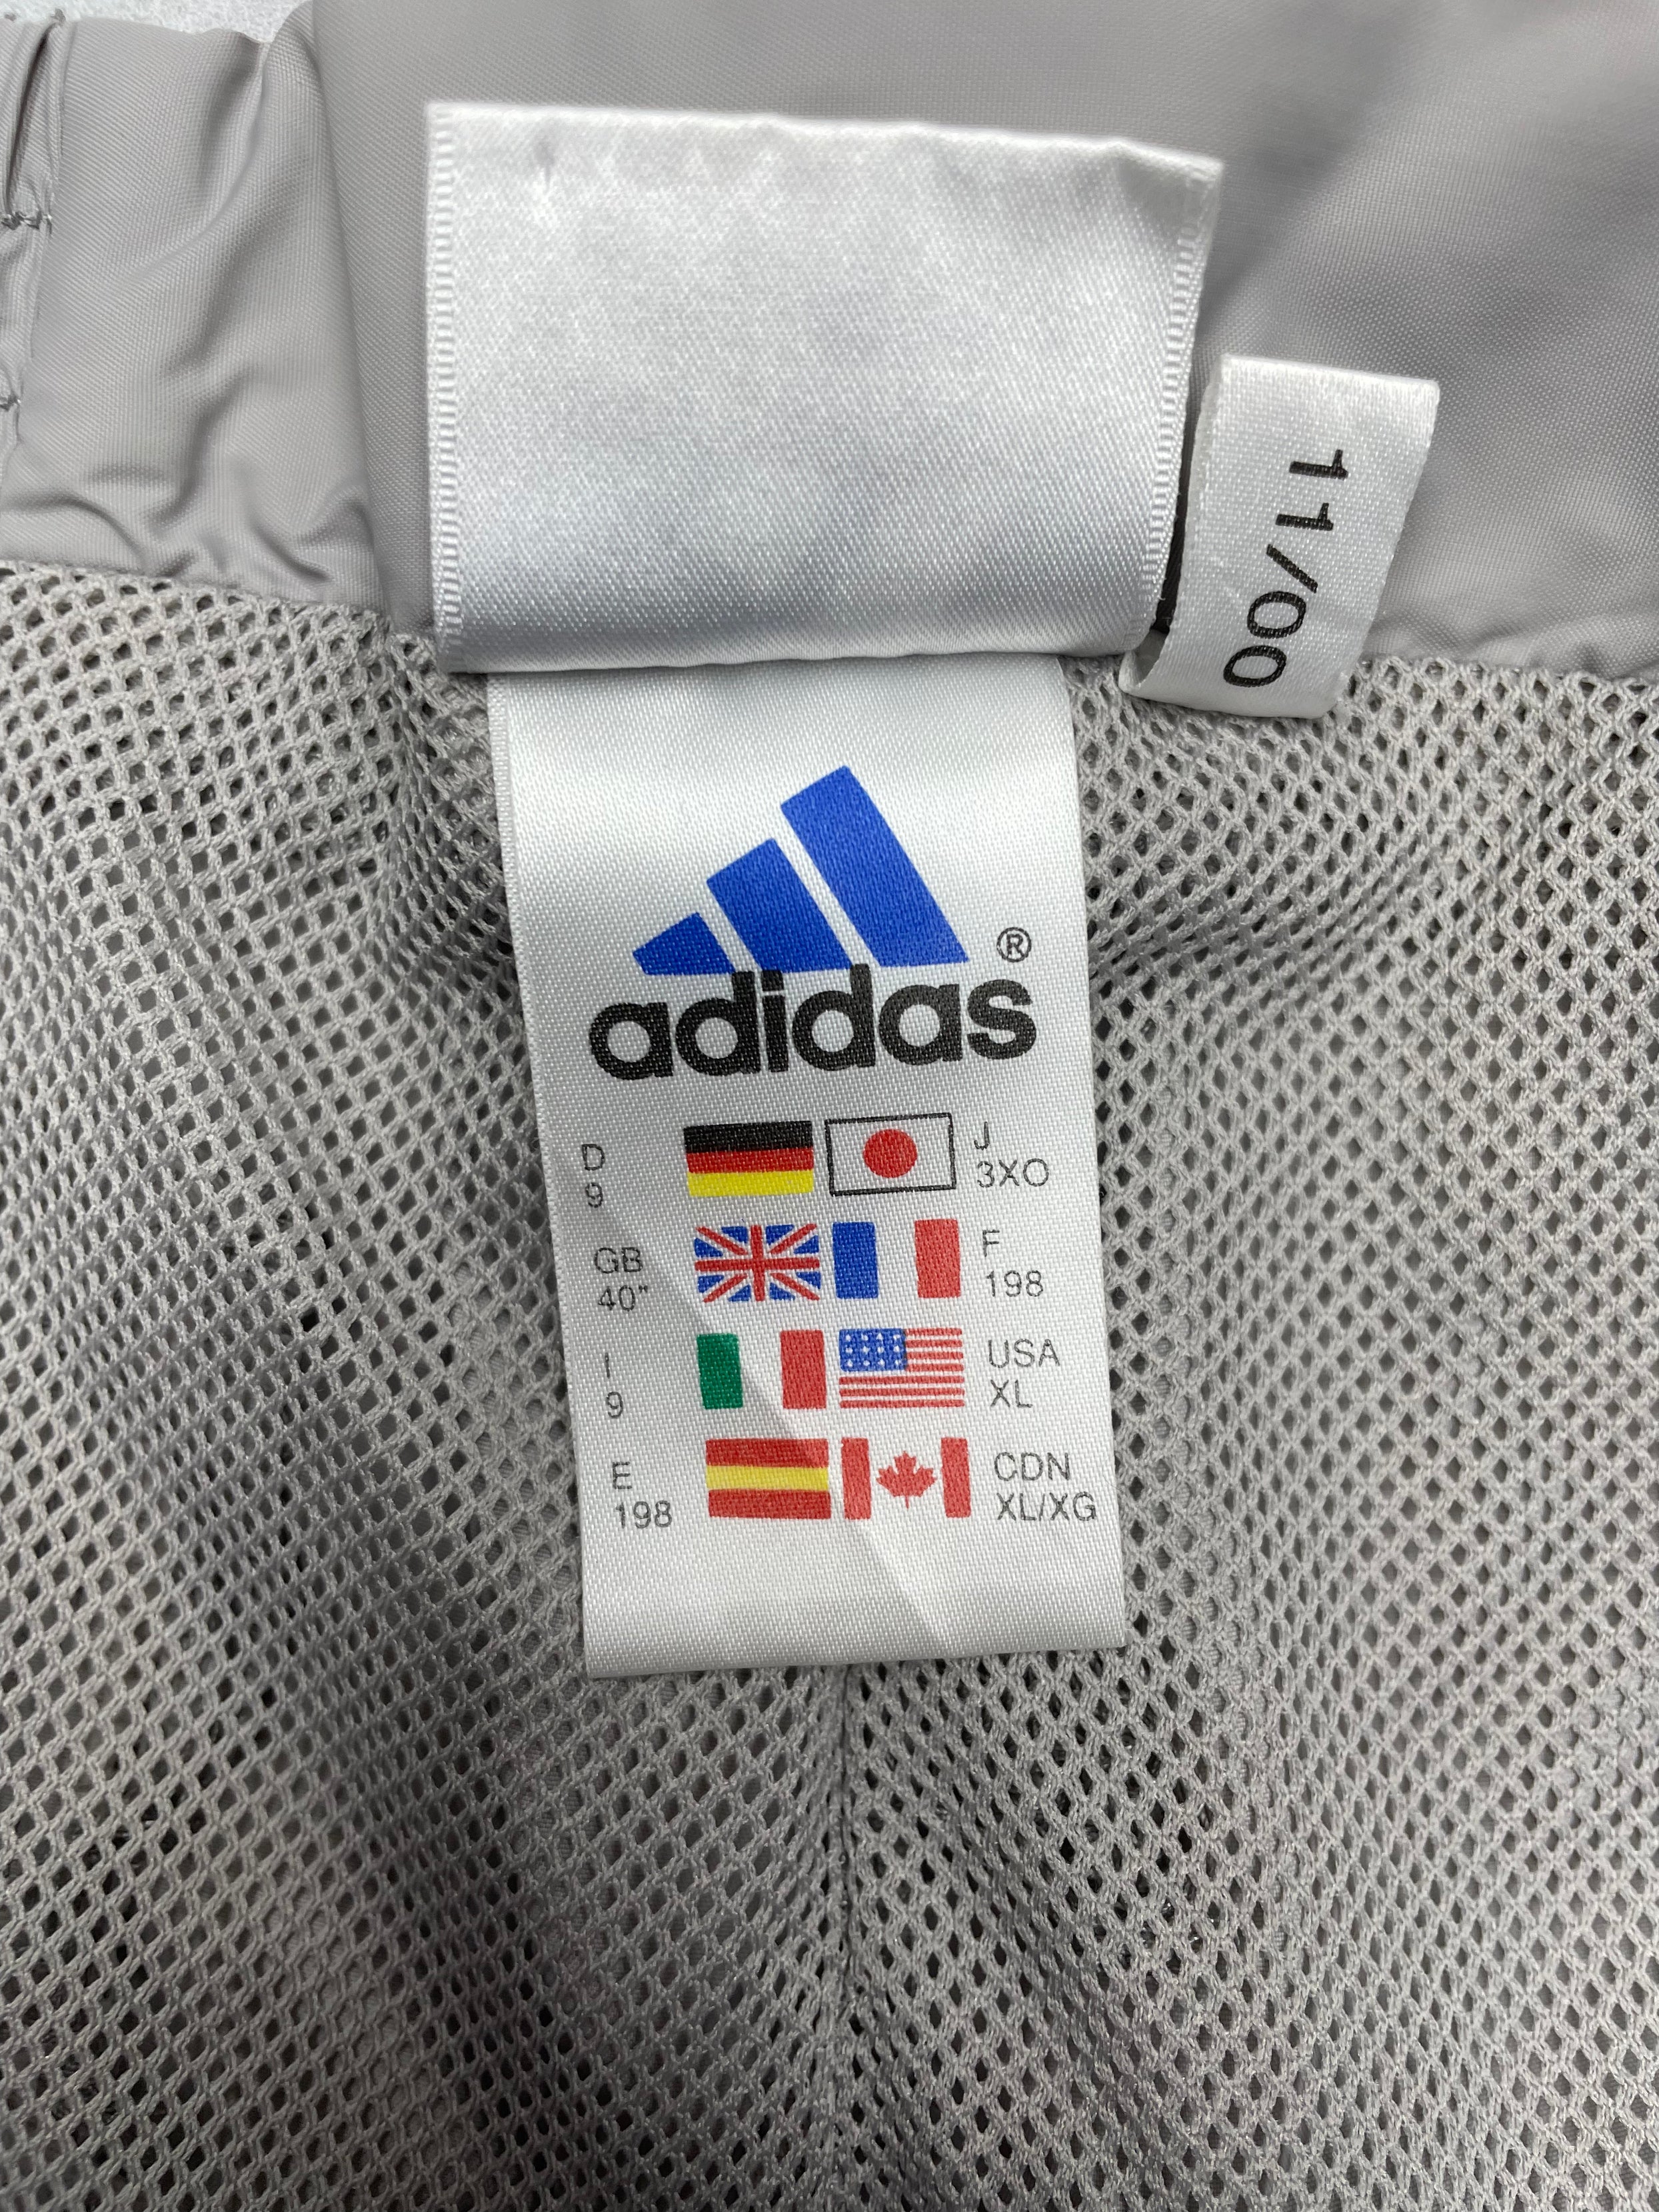 11/00
adidas®
D
9
J
3XO
GB
40"
F
198
I
9
USA
XL
E
198
CDN
XL/XG